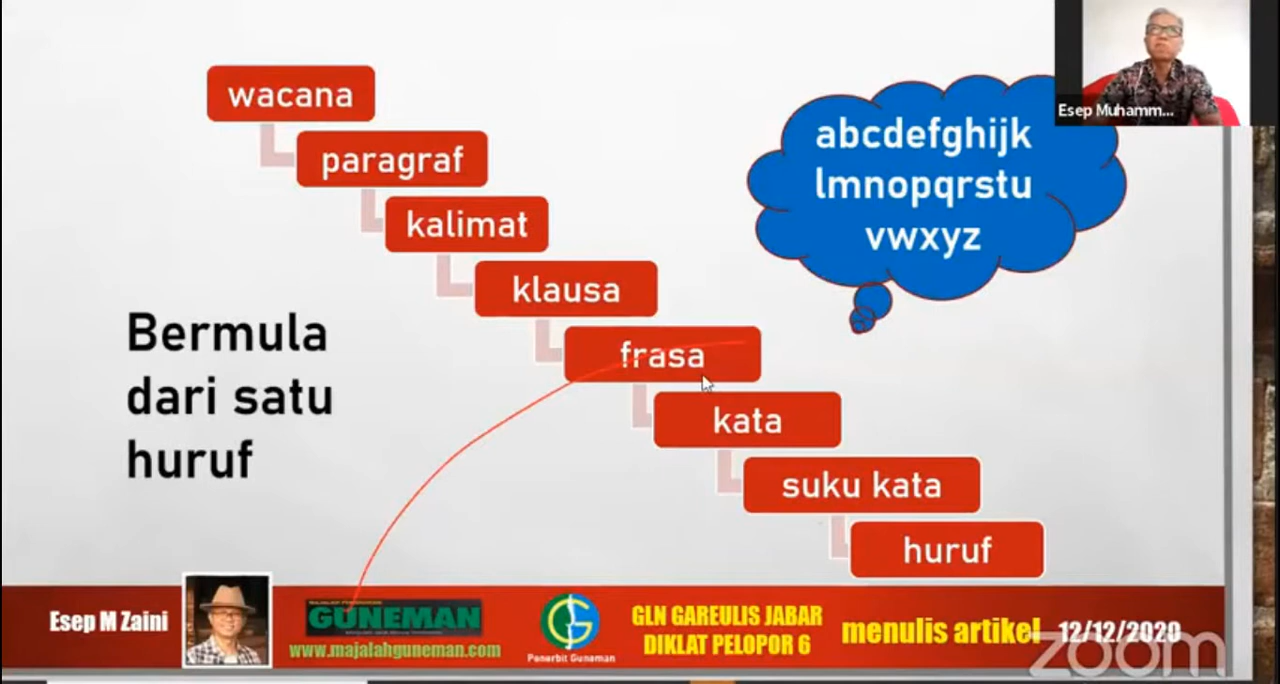 wacana
paragraf
kalimat
klausa
frasa
kata
suku kata
huruf
Bermula
dari satu
huruf
abcdefghijk
lmnopqrstu
vwxyz
Esep Muhamm...
Esep M Zaini
GUNEMAN
www.majalahguneman.com
Penerbit Guneman
GLN GAREULIS JABAR
DIKLAT PELOPOR 6
menulis artikel
12/12/2020
zoom